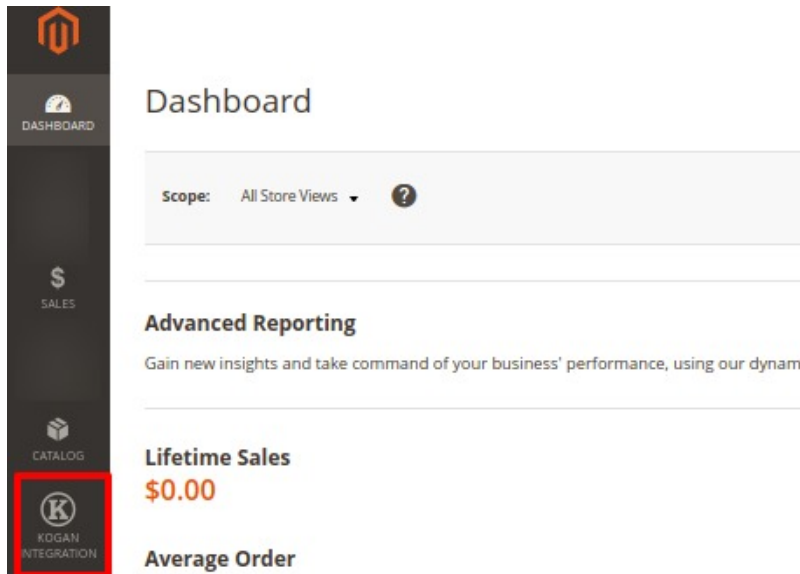 DASHBOARD
Dashboard
Scope: All Store Views
?
$
SALES
Advanced Reporting
Gain new insights and take command of your business' performance, using our dynam
CATALOG
Lifetime Sales
$0.00
K
KOGAN
INTEGRATION
Average Order